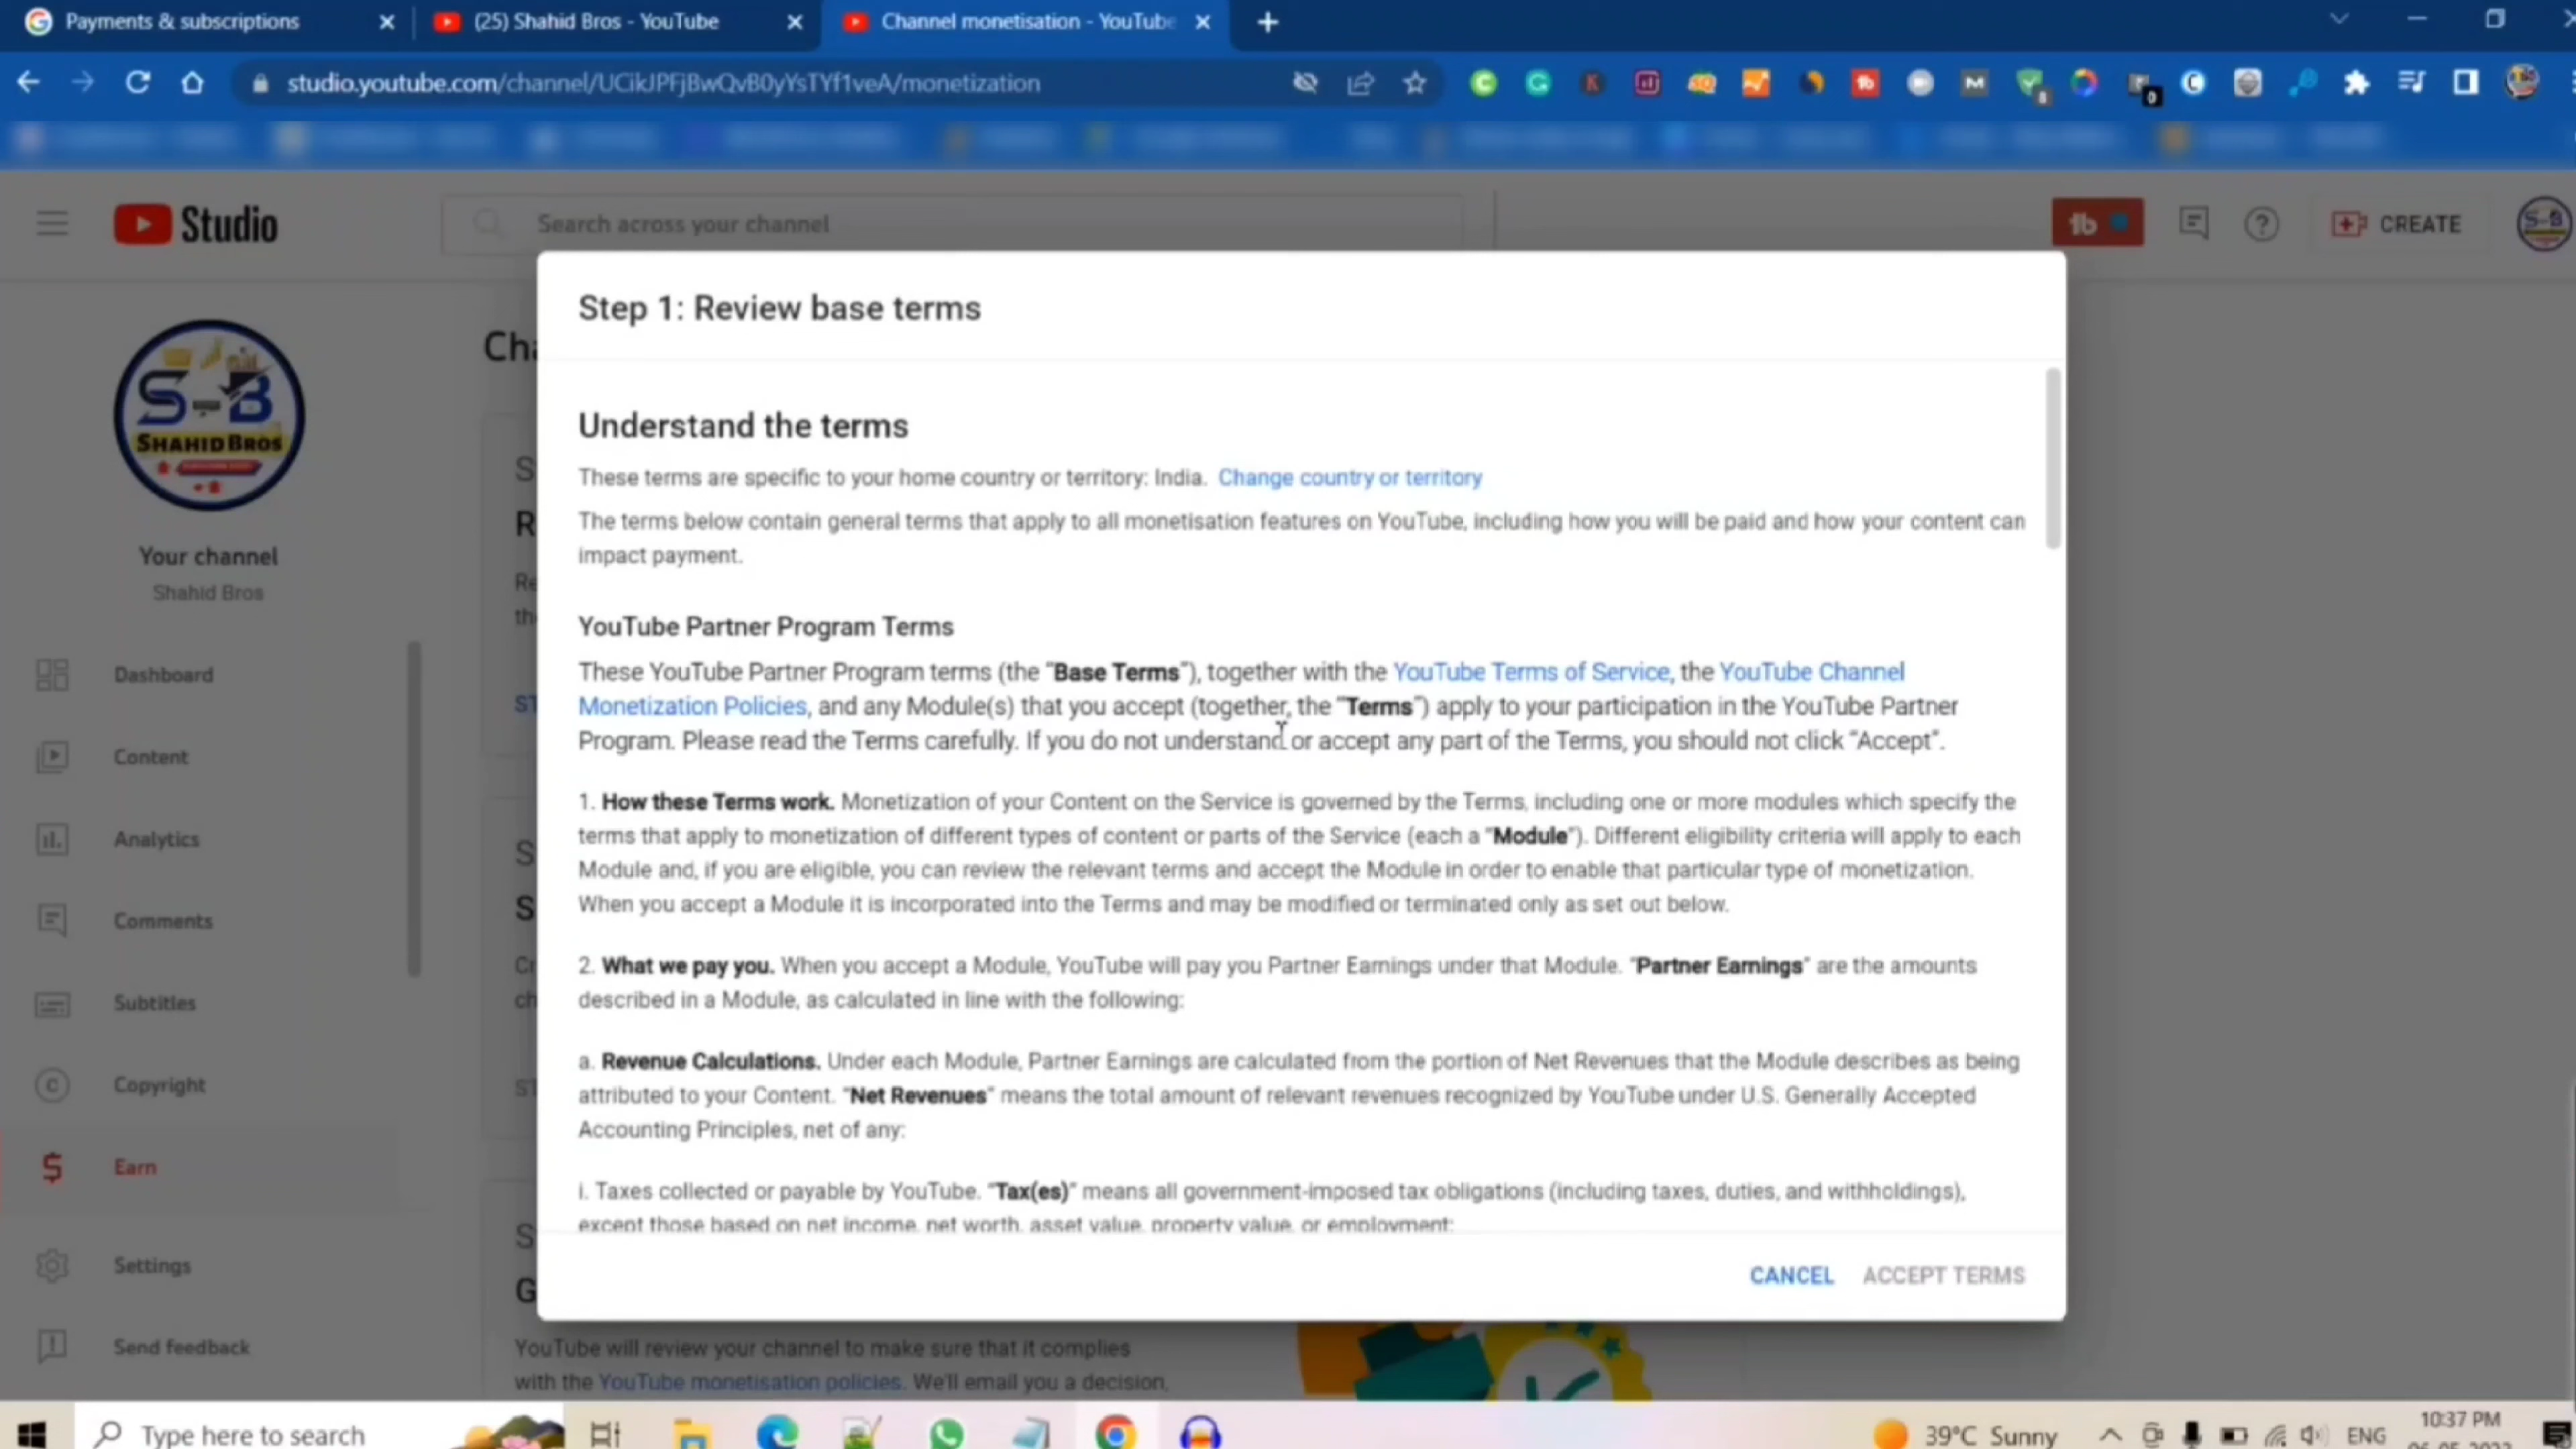 Payments & subscriptions
(25) Shahid Bros - YouTube
Channel monetisation - YouTube
studio.youtube.com/channel/UCikJPFjBwQvB0yYsTYf1veA/monetization
Studio
Search across your channel
CREATE
S-B
SHAHID BROS
Your channel
Shahid Bros
Dashboard
Content
Analytics
Comments
Subtitles
Copyright
Earn
Settings
Send feedback
Cha
Step 1: Review base terms
Understand the terms
These terms are specific to your home country or territory: India. Change country or territory
The terms below contain general terms that apply to all monetisation features on YouTube, including how you will be paid and how your content can
impact payment.
YouTube Partner Program Terms
These YouTube Partner Program terms (the "Base Terms"), together with the YouTube Terms of Service, the YouTube Channel
Monetization Policies, and any Module(s) that you accept (together, the "Terms") apply to your participation in the YouTube Partner
Program. Please read the Terms carefully. If you do not understand or accept any part of the Terms, you should not click "Accept".
1. How these Terms work. Monetization of your Content on the Service is governed by the Terms, including one or more modules which specify the
terms that apply to monetization of different types of content or parts of the Service (each a "Module"). Different eligibility criteria will apply to each
Module and, if you are eligible, you can review the relevant terms and accept the Module in order to enable that particular type of monetization.
When you accept a Module it is incorporated into the Terms and may be modified or terminated only as set out below.
2. What we pay you. When you accept a Module, YouTube will pay you Partner Earnings under that Module. "Partner Earnings" are the amounts
described in a Module, as calculated in line with the following:
a. Revenue Calculations. Under each Module, Partner Earnings are calculated from the portion of Net Revenues that the Module describes as being
attributed to your Content. "Net Revenues" means the total amount of relevant revenues recognized by YouTube under U.S. Generally Accepted
Accounting Principles, net of any:
i. Taxes collected or payable by YouTube. "Tax(es)" means all government-imposed tax obligations (including taxes, duties, and withholdings),
except those based on net income, net worth, asset value, property value, or employment;
CANCEL ACCEPT TERMS
YouTube will review your channel to make sure that it complies
with the YouTube monetisation policies. We'll email you a decision,
Type here to search
39°C Sunny
ENG
10:37 PM